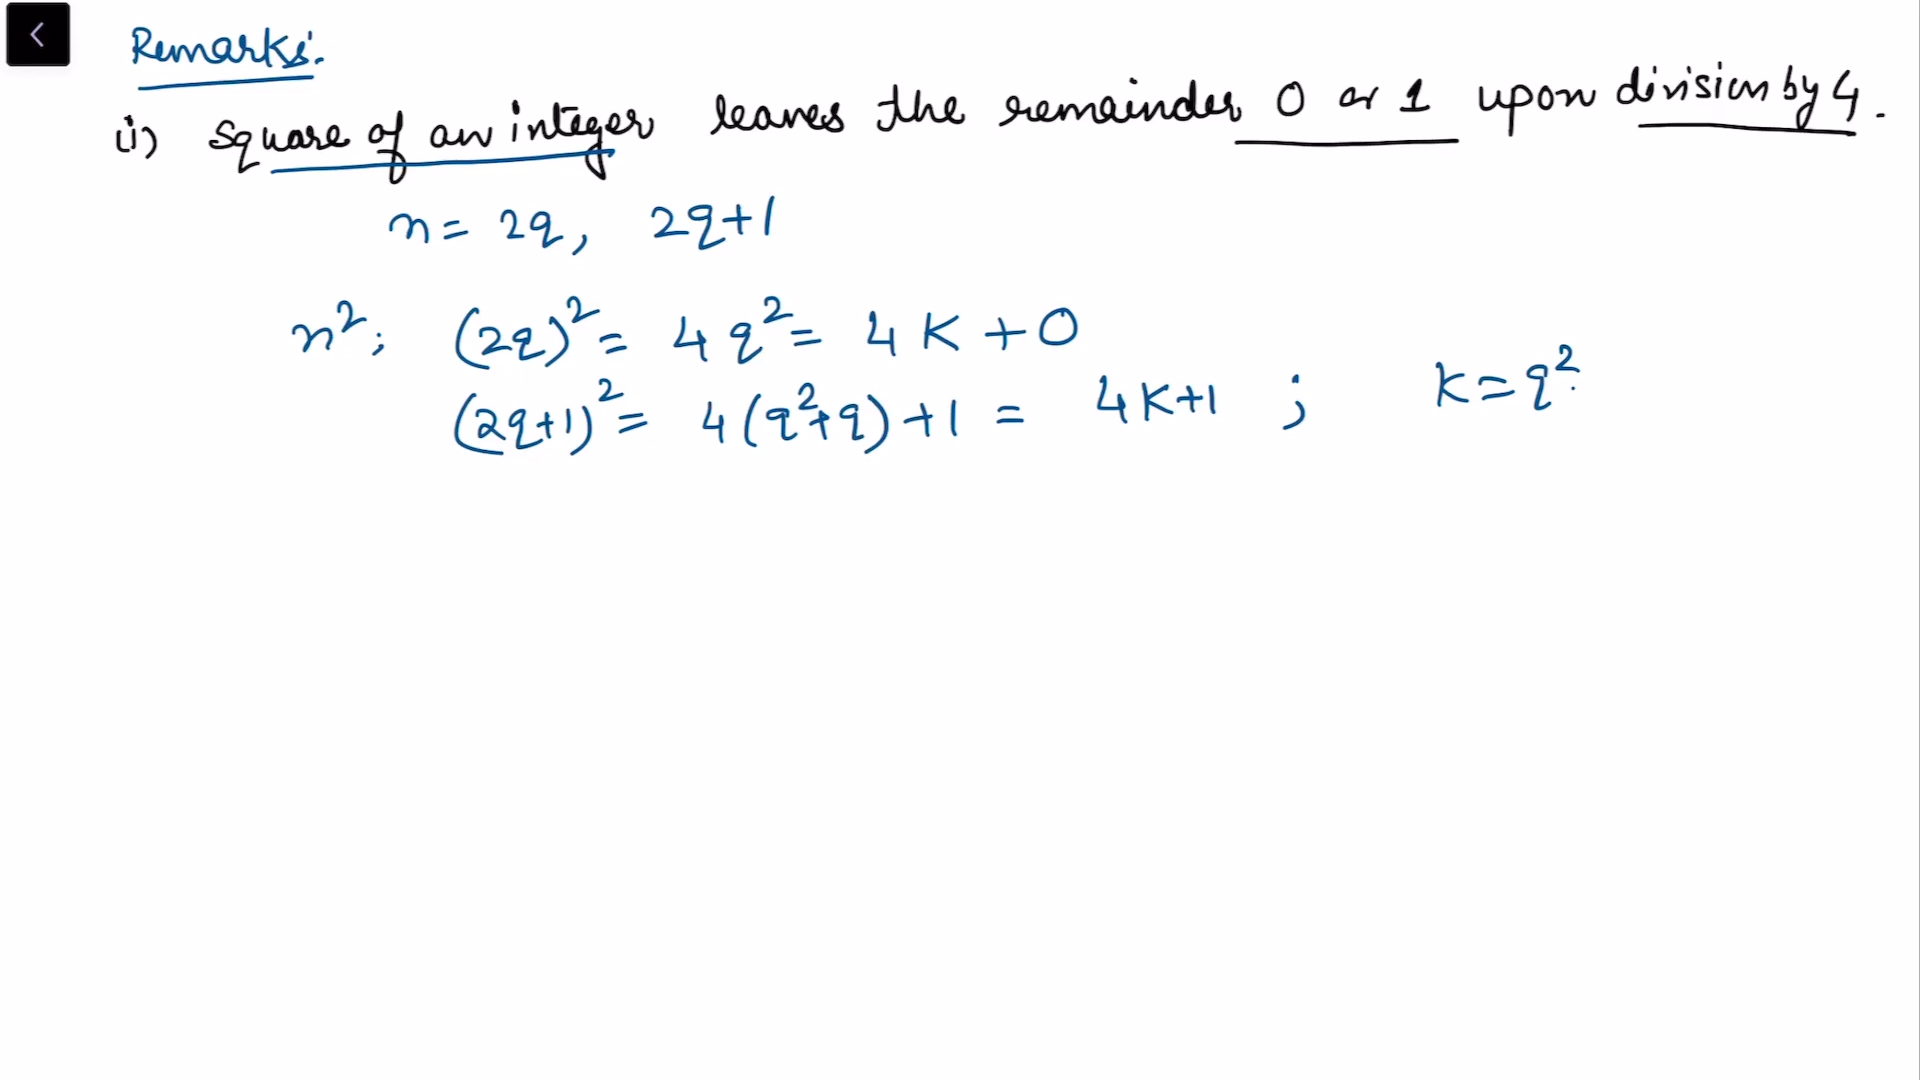 Remarks:
(i) Square of an integer leaves the remainder 0 or 1 upon division by 4.
n = 2q, 2q+1
n²; (2q)² = 4q² = 4K + 0
(2q+1)² = 4(q²+q)+1 = 4K+1 ; K = q²